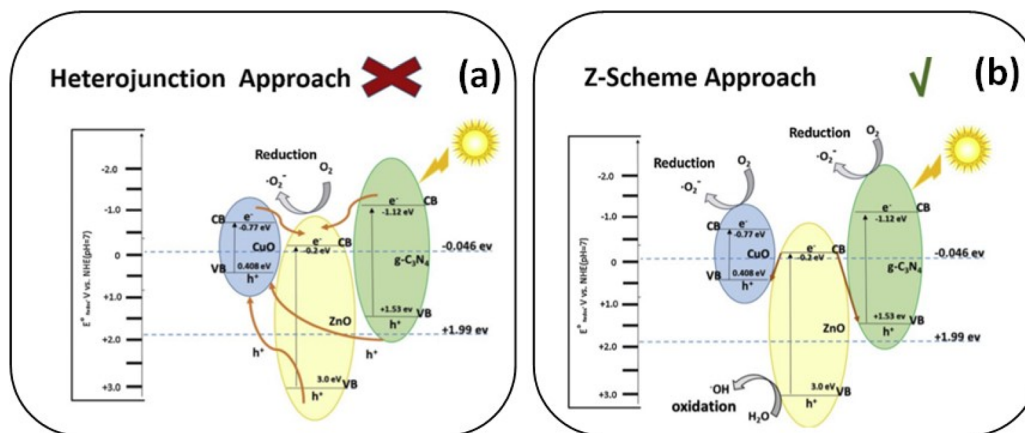 Heterojunction Approach (a)
-2.0
-1.0
0
+1.0
+2.0
+3.0
Reduction
O₂
·O₂⁻
e⁻
-1.12 eV
CB
e⁻
-0.77 eV
CB
CuO
e⁻
-0.2 eV
CB
-0.046 ev
VB
0.408 eV
h⁺
g-C₃N₄
+1.53 eV
VB
h⁺
ZnO
+1.99 ev
h⁺
h⁺
3.0 eV
VB
h⁺
E° Redox V vs. NHE(pH=7)
Z-Scheme Approach √ (b)
-2.0
-1.0
0
+1.0
+2.0
+3.0
Reduction
O₂
·O₂⁻
Reduction
O₂
·O₂⁻
e⁻
-1.12 eV
CB
CB
e⁻
-0.77 eV
CuO
e⁻
-0.2 eV
CB
-0.046 ev
VB
0.408 eV
h⁺
g-C₃N₄
+1.53 eV
VB
h⁺
ZnO
+1.99 ev
·OH
oxidation
H₂O
3.0 eV
VB
h⁺
E° Redox V vs. NHE(pH=7)